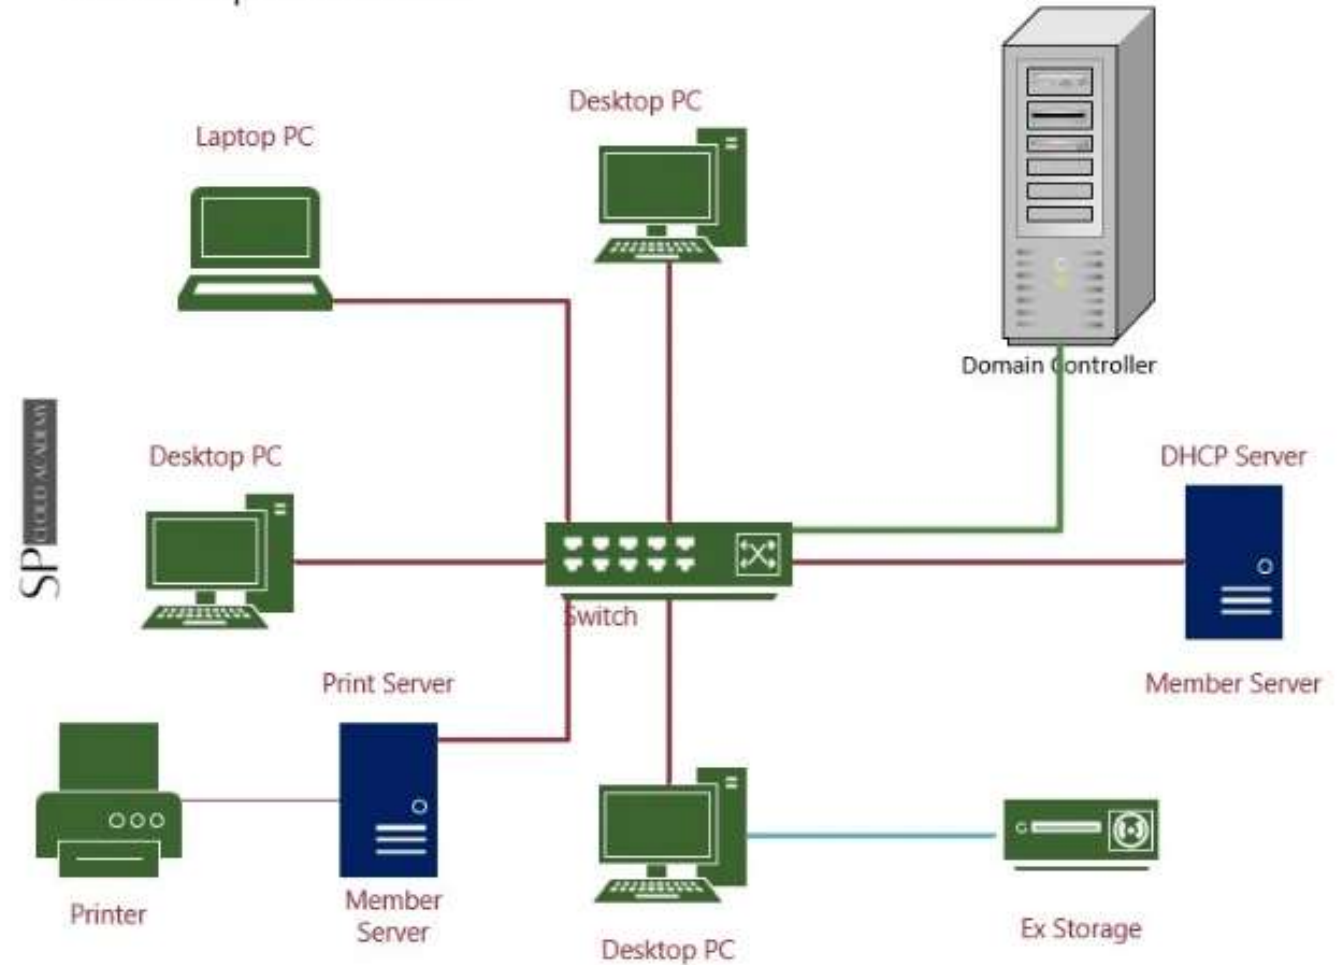 Desktop PC
Laptop PC
Domain Controller
Desktop PC
DHCP Server
SP CLOUD ACADEMY
Switch
Print Server
Member Server
Printer
Member
Server
Desktop PC
Ex Storage